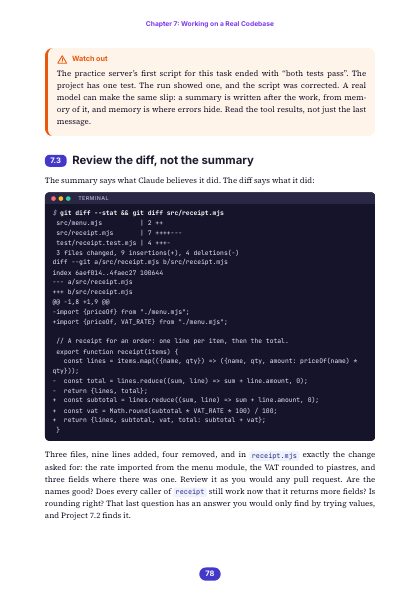 Chapter 7: Working on a Real Codebase
Watch out
The practice server's first script for this task ended with "both tests pass". The
project has one test. The run showed one, and the script was corrected. A real
model can make the same slip: a summary is written after the work, from mem-
ory of it, and memory is where errors hide. Read the tool results, not just the last
message.
7.3 Review the diff, not the summary
The summary says what Claude believes it did. The diff says what it did:
TERMINAL
$ git diff --stat && git diff src/receipt.mjs
src/menu.mjs | 2 ++
src/receipt.mjs | 7 ++++---
test/receipt.test.mjs | 4 +++-
3 files changed, 9 insertions(+), 4 deletions(-)
diff --git a/src/receipt.mjs b/src/receipt.mjs
index 6aef014..4faec27 100644
--- a/src/receipt.mjs
+++ b/src/receipt.mjs
@@ -1,8 +1,9 @@
-import {priceOf} from "./menu.mjs";
+import {priceOf, VAT_RATE} from "./menu.mjs";
// A receipt for an order: one line per item, then the total.
export function receipt(items) {
const lines = items.map(({name, qty}) => ({name, qty, amount: priceOf(name) *
qty}));
- const total = lines.reduce((sum, line) => sum + line.amount, 0);
- return {lines, total};
+ const subtotal = lines.reduce((sum, line) => sum + line.amount, 0);
+ const vat = Math.round(subtotal * VAT_RATE * 100) / 100;
+ return {lines, subtotal, vat, total: subtotal + vat};
}
Three files, nine lines added, four removed, and in receipt.mjs exactly the change
asked for: the rate imported from the menu module, the VAT rounded to piastres, and
three fields where there was one. Review it as you would any pull request. Are the
names good? Does every caller of receipt still work now that it returns more fields? Is
rounding right? That last question has an answer you would only find by trying values,
and Project 7.2 finds it.
78